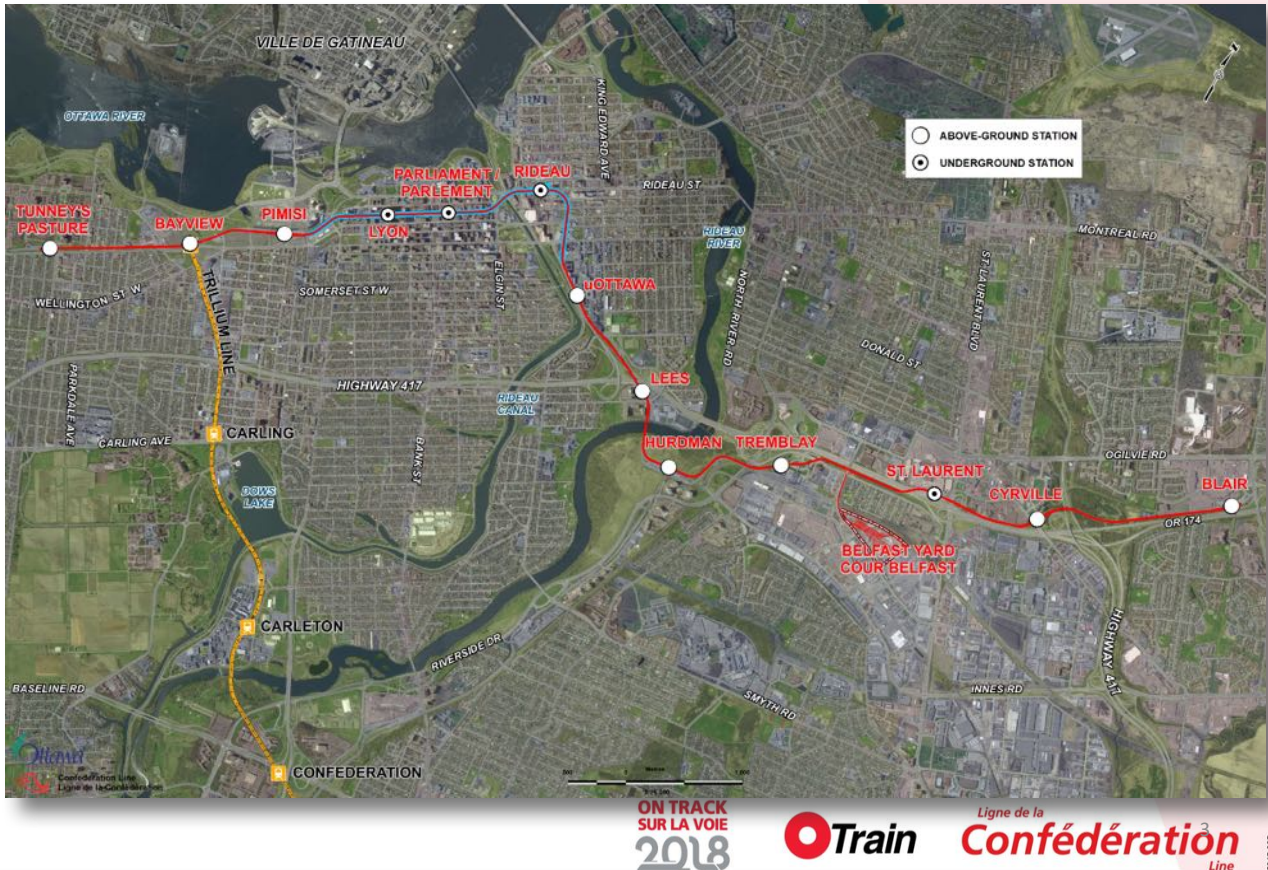 VILLE DE GATINEAU
OTTAWA RIVER
KING EDWARD AVE
ABOVE-GROUND STATION
UNDERGROUND STATION
PARLIAMENT /
PARLEMENT
RIDEAU
RIDEAU ST
TUNNEY'S
PASTURE
BAYVIEW
PIMISI
LYON
RIDEAU
RIVER
MONTREAL RD
ST. LAURENT BLVD
ELGIN ST
uOTTAWA
WELLINGTON ST W
SOMERSET ST W
TRILLIUM LINE
NORTH RIVER RD
DONALD ST
PARKDALE AVE
HIGHWAY 417
RIDEAU
CANAL
LEES
CARLING
CARLING AVE
BANK ST
HURDMAN
TREMBLAY
OGILVIE RD
ST. LAURENT
CYRVILLE
BLAIR
OR 174
DOWS
LAKE
BELFAST YARD
COUR BELFAST
CARLETON
RIVERSIDE DR
HIGHWAY 417
BASELINE RD
SMYTH RD
INNES RD
Ottawa
Confederation Line
Ligne de la Confédération
CONFEDERATION
Metres
ON TRACK
SUR LA VOIE
2018
O Train
Ligne de la
Confédération
Line
3